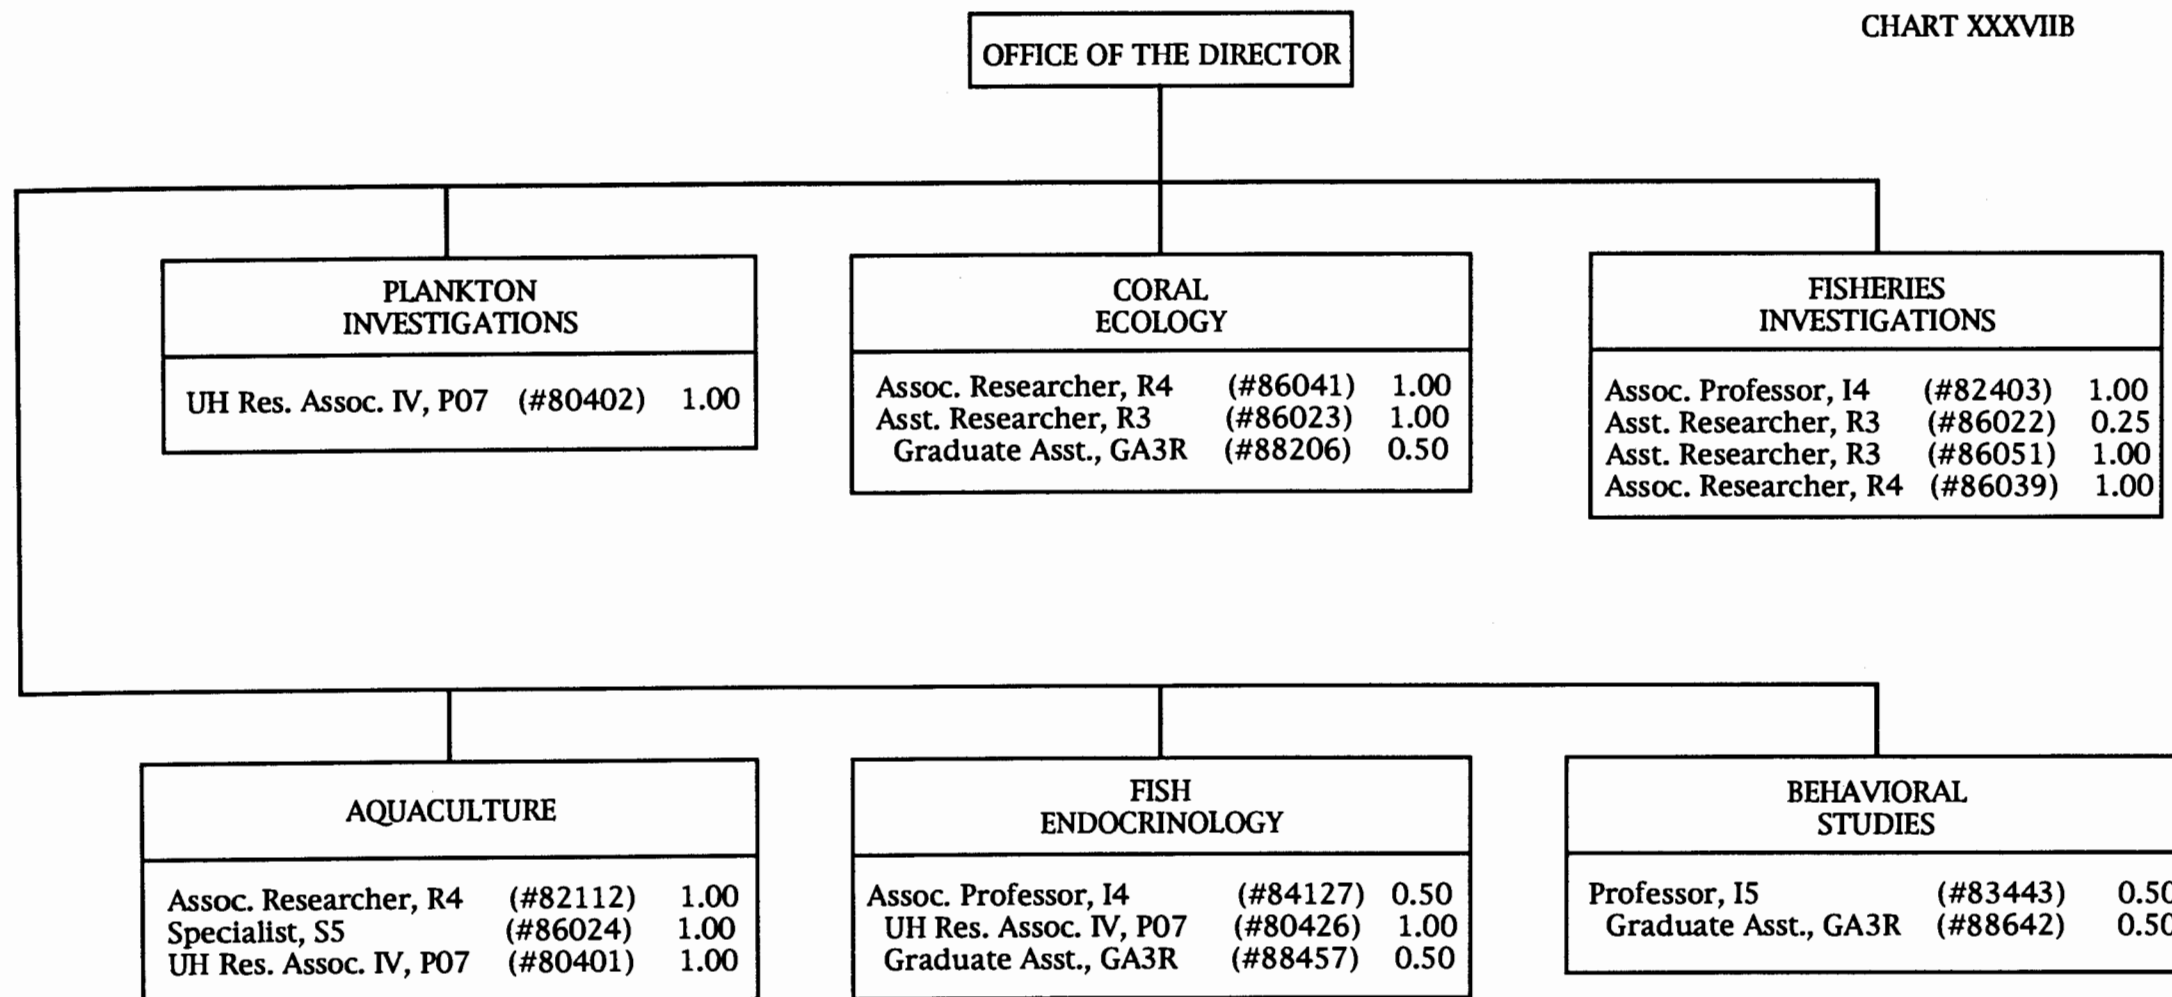 CHART XXXVIIB
OFFICE OF THE DIRECTOR
PLANKTON
INVESTIGATIONS
UH Res. Assoc. IV, P07 (#80402) 1.00
CORAL
ECOLOGY
Assoc. Researcher, R4 (#86041) 1.00
Asst. Researcher, R3 (#86023) 1.00
Graduate Asst., GA3R (#88206) 0.50
FISHERIES
INVESTIGATIONS
Assoc. Professor, I4 (#82403) 1.00
Asst. Researcher, R3 (#86022) 0.25
Asst. Researcher, R3 (#86051) 1.00
Assoc. Researcher, R4 (#86039) 1.00
AQUACULTURE
Assoc. Researcher, R4 (#82112) 1.00
Specialist, S5 (#86024) 1.00
UH Res. Assoc. IV, P07 (#80401) 1.00
FISH
ENDOCRINOLOGY
Assoc. Professor, I4 (#84127) 0.50
UH Res. Assoc. IV, P07 (#80426) 1.00
Graduate Asst., GA3R (#88457) 0.50
BEHAVIORAL
STUDIES
Professor, I5 (#83443) 0.50
Graduate Asst., GA3R (#88642) 0.50